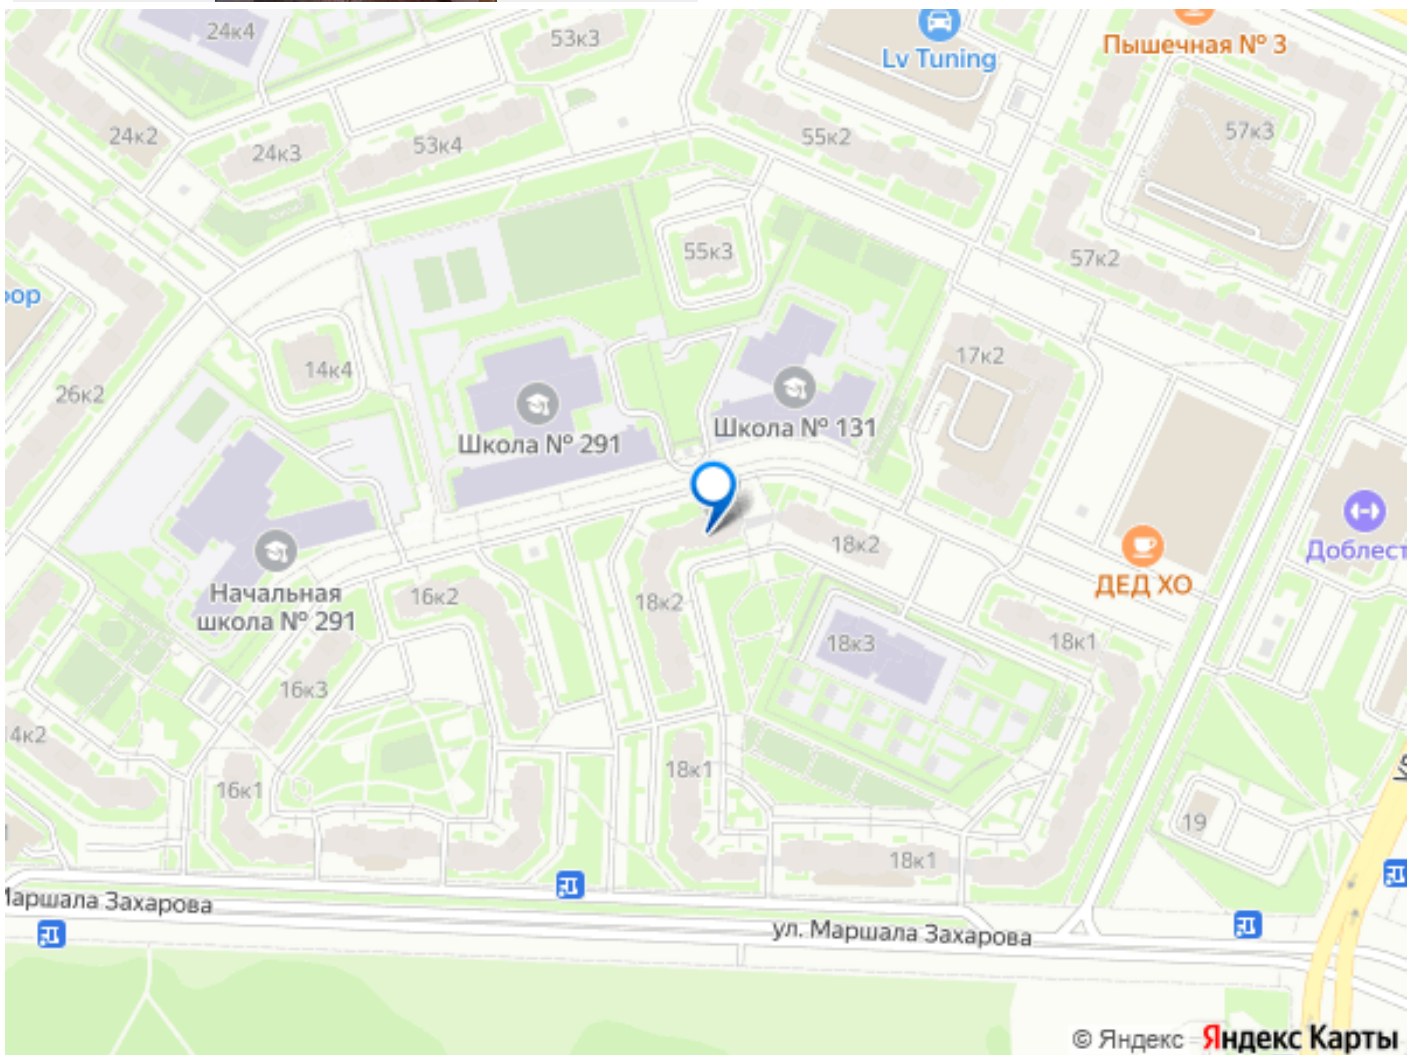 24к4
53к3
Lv Tuning
Пышечная № 3
24к2
24к3
53к4
55к2
57к3
55к3
57к2
оор
14к4
17к2
26к2
Школа № 291
Школа № 131
18к2
Доблест
Начальная
школа № 291
16к2
18к2
ДЕД ХО
18к3
18к1
16к3
4к2
18к1
16к1
19
18к1
Маршала Захарова
ул. Маршала Захарова
© Яндекс Яндекс Карты